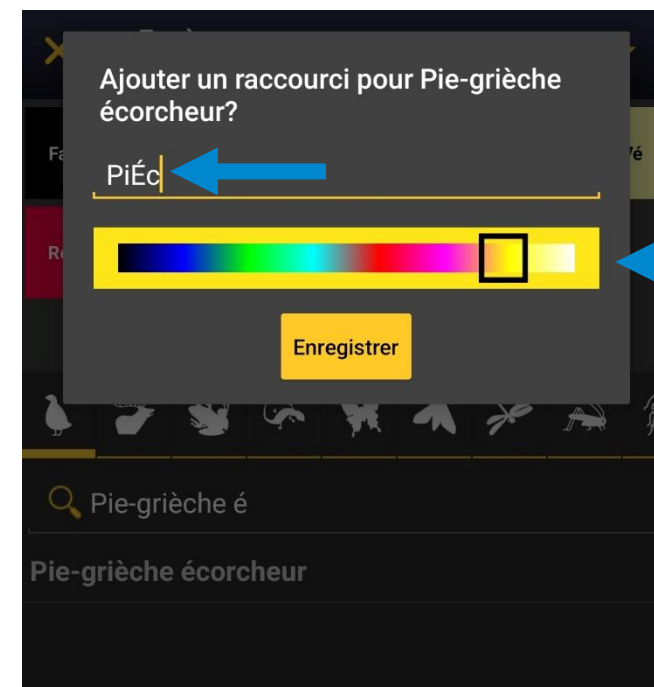 Ajouter un raccourci pour Pie-grièche
écorcheur?
PiÉc
Enregistrer
Pie-grièche é
Pie-grièche écorcheur